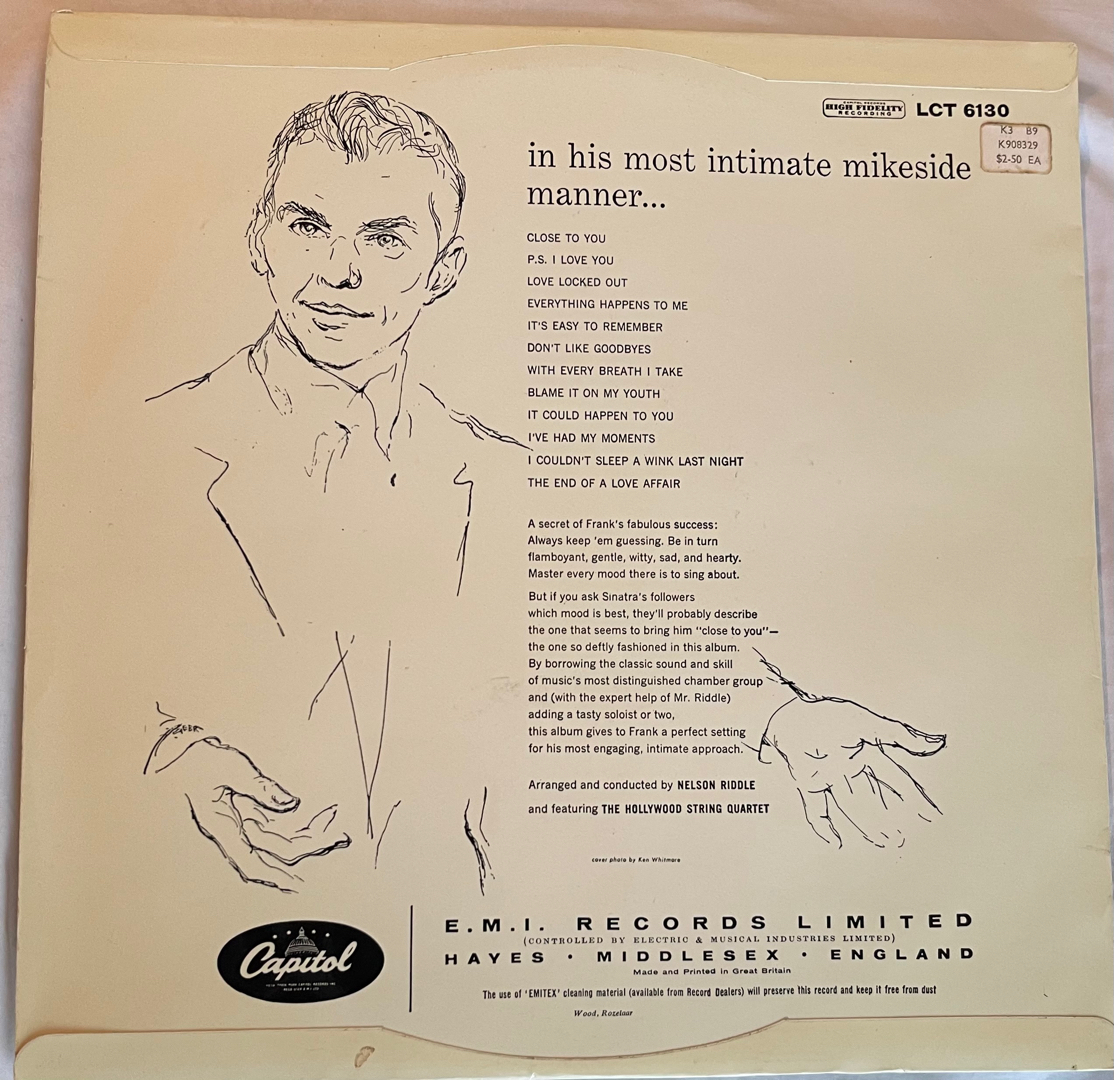 CAPITOL RECORDS
HIGH FIDELITY
RECORDING
LCT 6130
K3 B9
K908329
$2-50 EA
in his most intimate mikeside
manner...
CLOSE TO YOU
P.S. I LOVE YOU
LOVE LOCKED OUT
EVERYTHING HAPPENS TO ME
IT'S EASY TO REMEMBER
DON'T LIKE GOODBYES
WITH EVERY BREATH I TAKE
BLAME IT ON MY YOUTH
IT COULD HAPPEN TO YOU
I'VE HAD MY MOMENTS
I COULDN'T SLEEP A WINK LAST NIGHT
THE END OF A LOVE AFFAIR
A secret of Frank's fabulous success:
Always keep 'em guessing. Be in turn
flamboyant, gentle, witty, sad, and hearty.
Master every mood there is to sing about.
But if you ask Sinatra's followers
which mood is best, they'll probably describe
the one that seems to bring him "close to you"—
the one so deftly fashioned in this album.
By borrowing the classic sound and skill
of music's most distinguished chamber group
and (with the expert help of Mr. Riddle)
adding a tasty soloist or two,
this album gives to Frank a perfect setting
for his most engaging, intimate approach.
Arranged and conducted by NELSON RIDDLE
and featuring THE HOLLYWOOD STRING QUARTET
cover photo by Ken Whitmore
Capitol
E.M.I. RECORDS LIMITED
(CONTROLLED BY ELECTRIC & MUSICAL INDUSTRIES LIMITED)
HAYES • MIDDLESEX • ENGLAND
Made and Printed in Great Britain
The use of 'EMITEX' cleaning material (available from Record Dealers) will preserve this record and keep it free from dust
Wood, Rozelaar